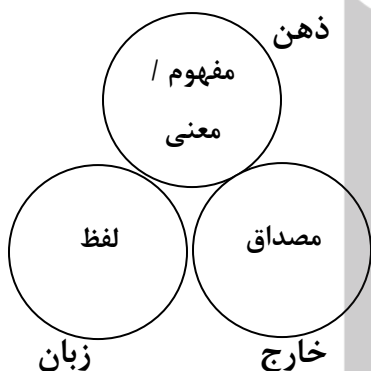 ذهن
مفهوم /
معنی
مصداق
لفظ
خارج
زبان